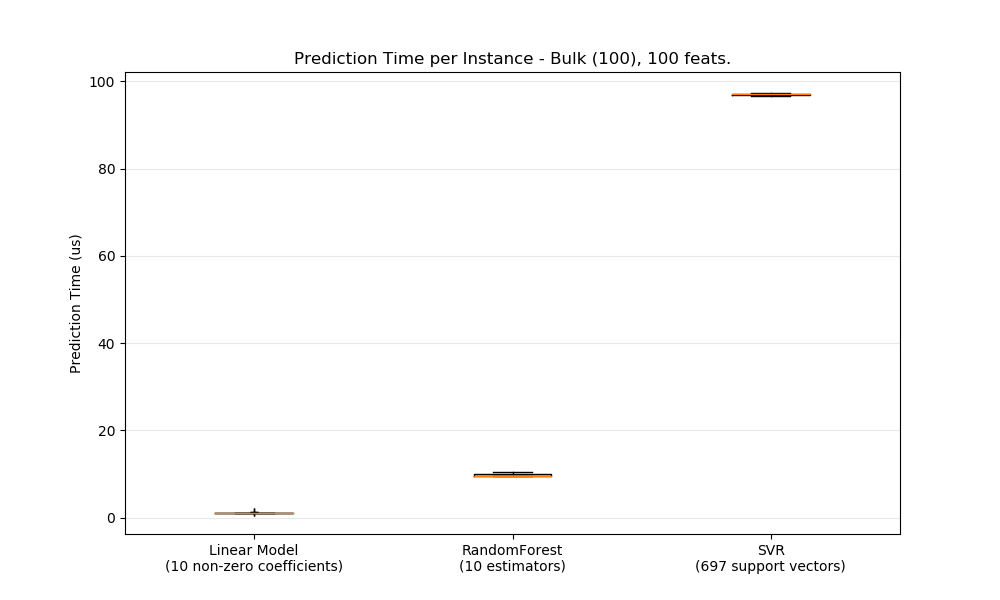 Prediction Time per Instance - Bulk (100), 100 feats.
100
80
60
40
20
0
Prediction Time (us)
Linear Model
(10 non-zero coefficients)
RandomForest
(10 estimators)
SVR
(697 support vectors)